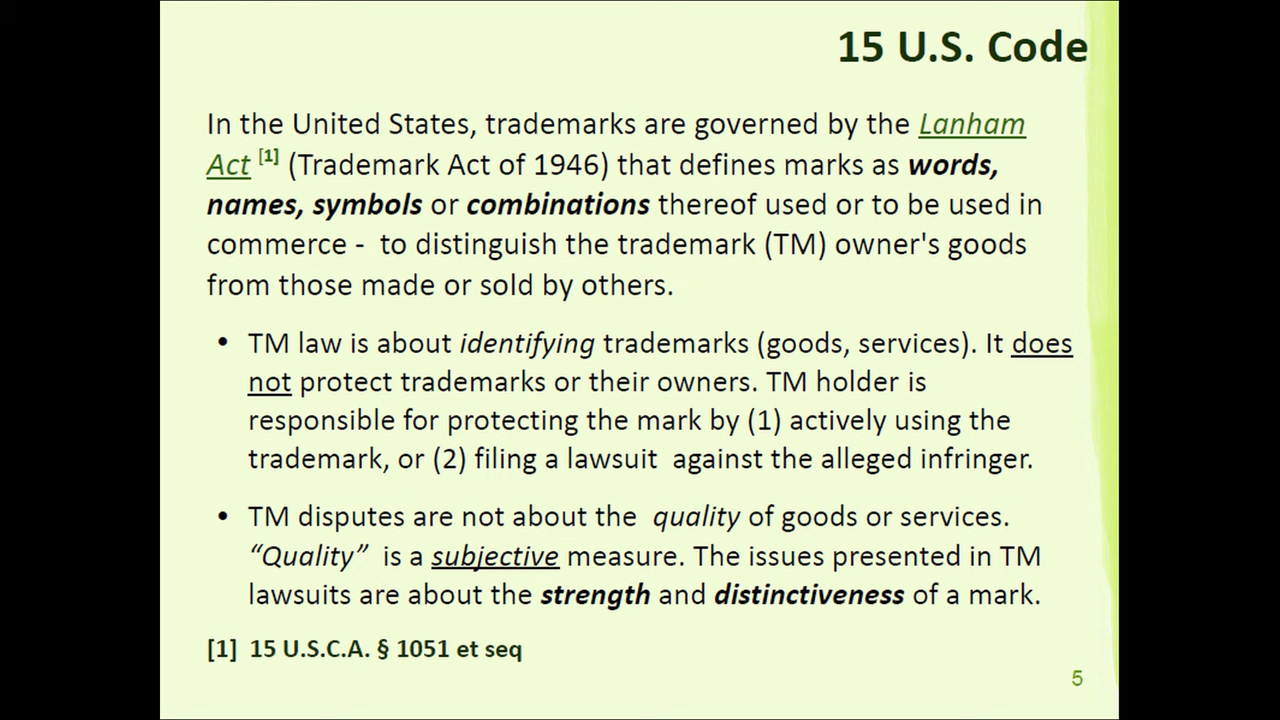 15 U.S. Code
In the United States, trademarks are governed by the Lanham
Act [1] (Trademark Act of 1946) that defines marks as words,
names, symbols or combinations thereof used or to be used in
commerce -  to distinguish the trademark (TM) owner's goods
from those made or sold by others.
• TM law is about identifying trademarks (goods, services). It does
not protect trademarks or their owners. TM holder is
responsible for protecting the mark by (1) actively using the
trademark, or (2) filing a lawsuit  against the alleged infringer.
• TM disputes are not about the  quality of goods or services.
“Quality”  is a subjective measure. The issues presented in TM
lawsuits are about the strength and distinctiveness of a mark.
[1]  15 U.S.C.A. § 1051 et seq
5